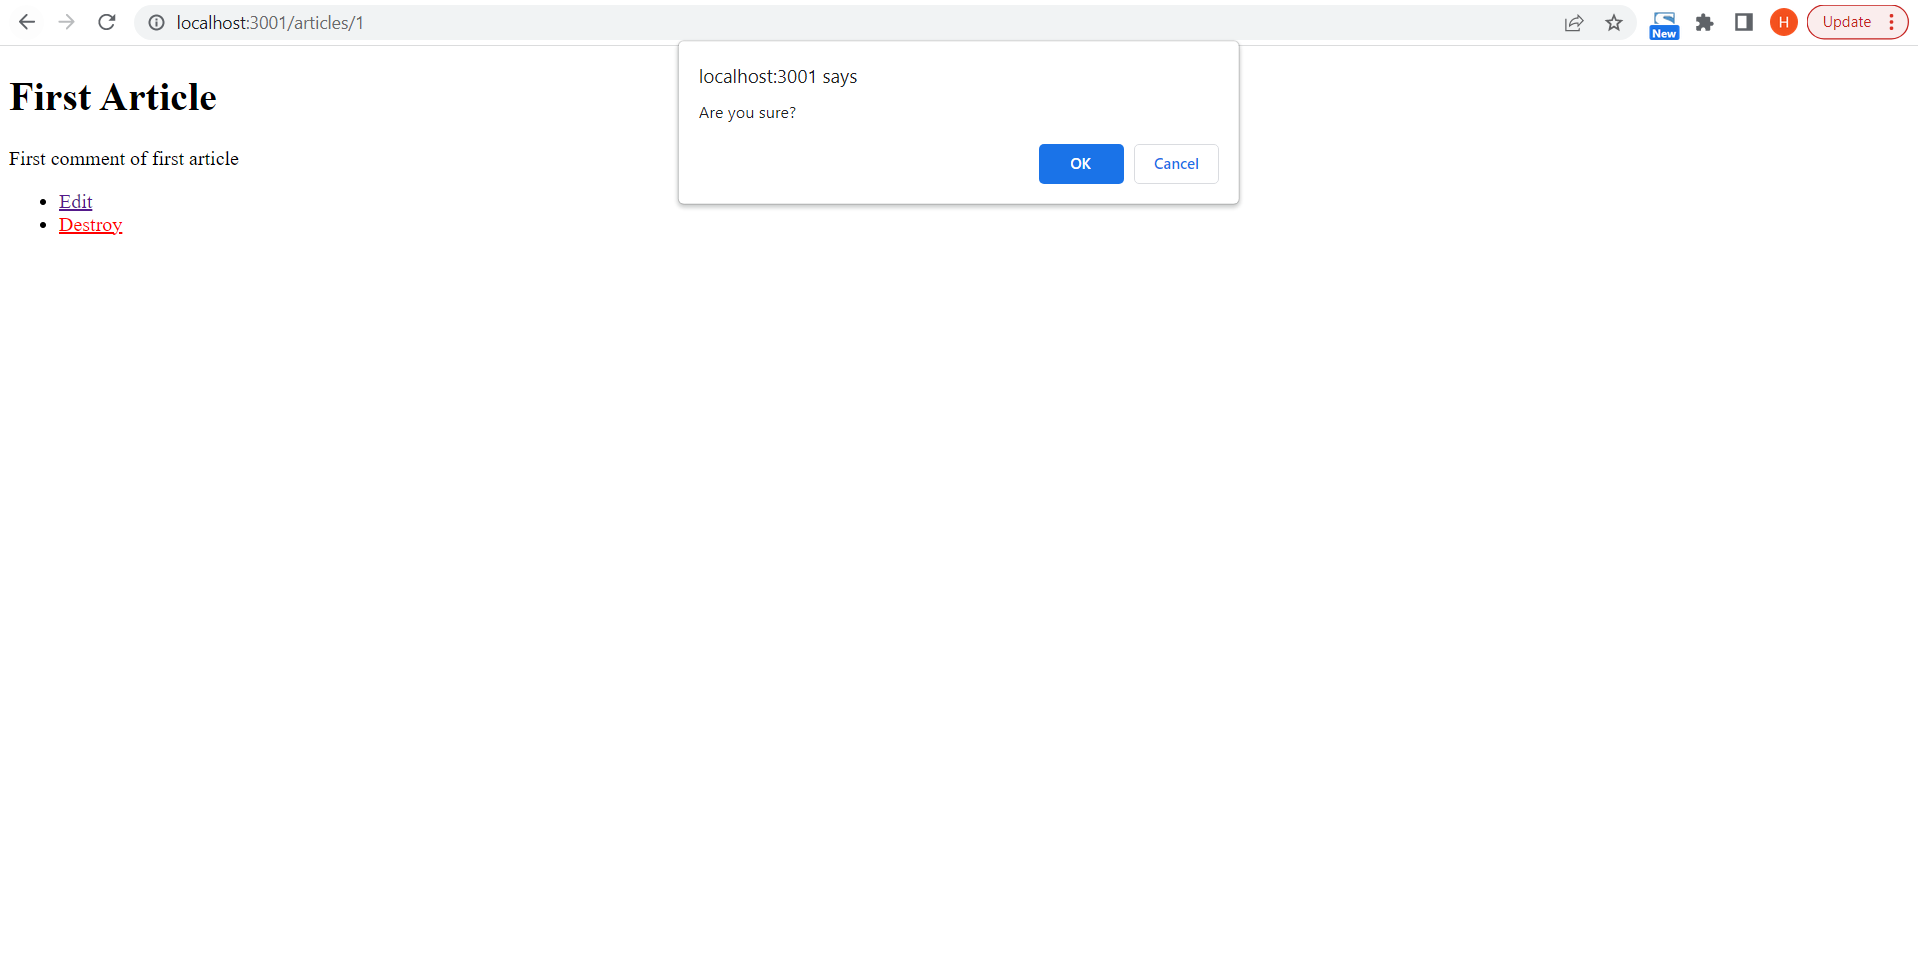 localhost:3001/articles/1
New
H
Update
localhost:3001 says
Are you sure?
OK
Cancel
First Article
First comment of first article
Edit
Destroy